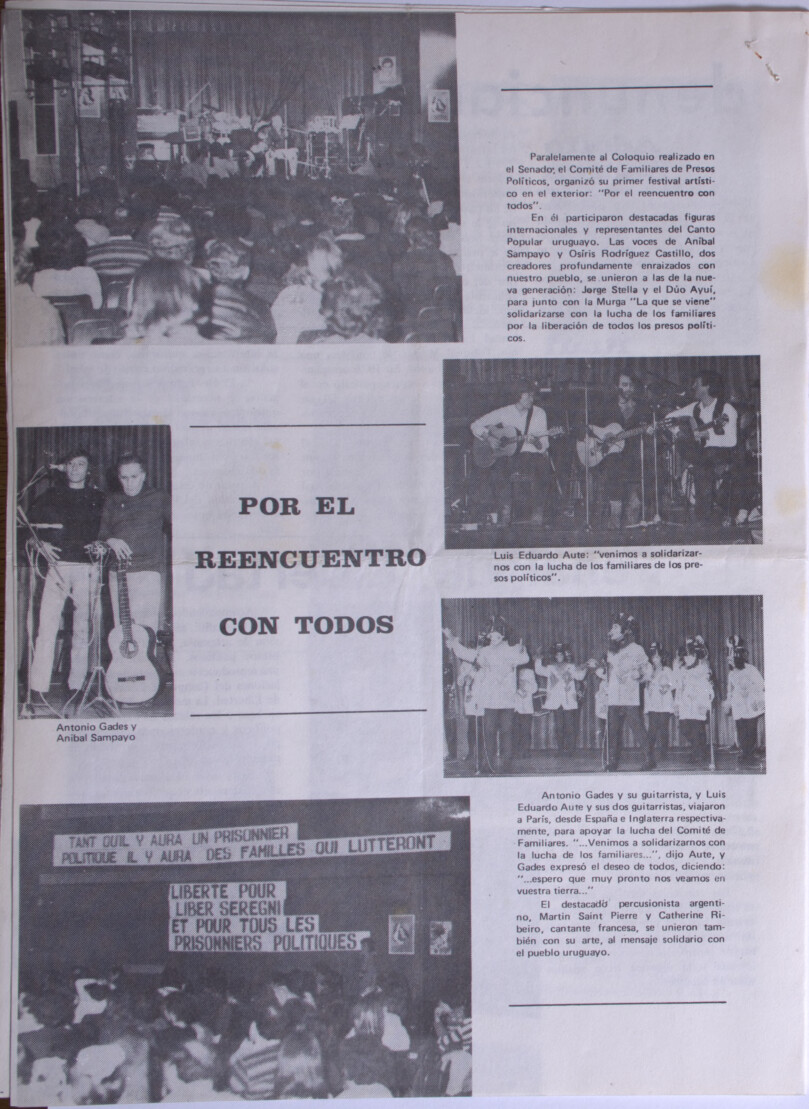 Paralelamente al Coloquio realizado en
el Senado, el Comité de Familiares de Presos
Políticos, organizó su primer festival artísti-
co en el exterior: "Por el reencuentro con
todos".
En él participaron destacadas figuras
internacionales y representantes del Canto
Popular uruguayo. Las voces de Aníbal
Sampayo y Osíris Rodríguez Castillo, dos
creadores profundamente enraizados con
nuestro pueblo, se unieron a las de la nue-
va generación: Jorge Stella y el Dúo Ayuí,
para junto con la Murga "La que se viene"
solidarizarse con la lucha de los familiares
por la liberación de todos los presos políti-
cos.
POR EL
REENCUENTRO
CON TODOS
Luis Eduardo Aute: "venimos a solidarizar-
nos con la lucha de los familiares de los pre-
sos políticos".
Antonio Gades y
Anibal Sampayo
TANT QU'IL Y AURA UN PRISONNIER
POLITIQUE IL Y AURA DES FAMILLES QUI LUTTERONT
LIBERTE POUR
LIBER SEREGNI
ET POUR TOUS LES
PRISONNIERS POLITIQUES
Antonio Gades y su guitarrista, y Luis
Eduardo Aute y sus dos guitarristas, viajaron
a París, desde España e Inglaterra respectiva-
mente, para apoyar la lucha del Comité de
Familiares. "...Venimos a solidarizarnos con
la lucha de los familiares...", dijo Aute, y
Gades expresó el deseo de todos, diciendo:
"...espero que muy pronto nos veamos en
vuestra tierra..."
El destacado percusionista argenti-
no, Martin Saint Pierre y Catherine Ri-
beiro, cantante francesa, se unieron tam-
bién con su arte, al mensaje solidario con
el pueblo uruguayo.